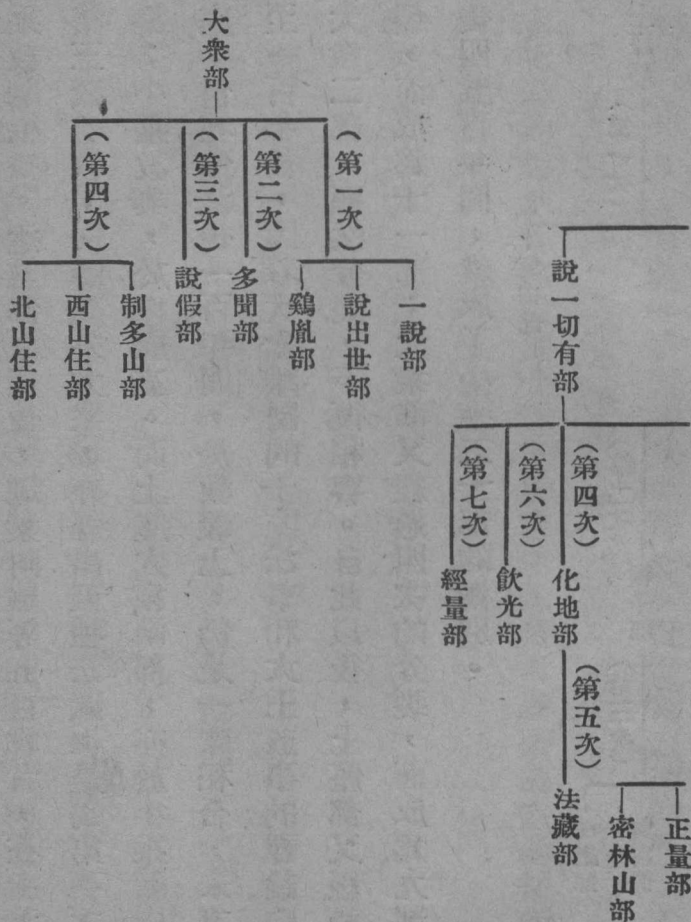 正量部
密林山部
說一切有部
（第四次）
化地部
（第五次）
法藏部
（第六次）
飲光部
（第七次）
經量部
大衆部
（第一次）
一說部
說出世部
鷄胤部
（第二次）
多聞部
（第三次）
說假部
（第四次）
制多山部
西山住部
北山住部